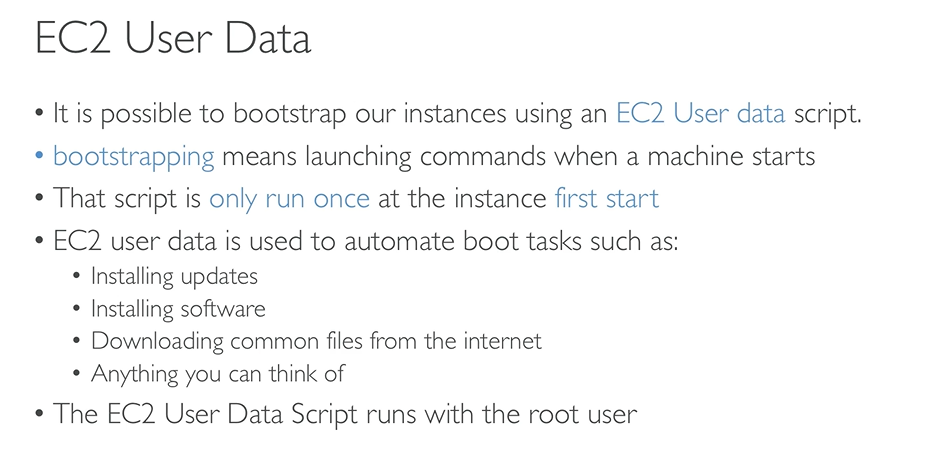 EC2 User Data
• It is possible to bootstrap our instances using an EC2 User data script.
• bootstrapping means launching commands when a machine starts
• That script is only run once at the instance first start
• EC2 user data is used to automate boot tasks such as:
• Installing updates
• Installing software
• Downloading common files from the internet
• Anything you can think of
• The EC2 User Data Script runs with the root user